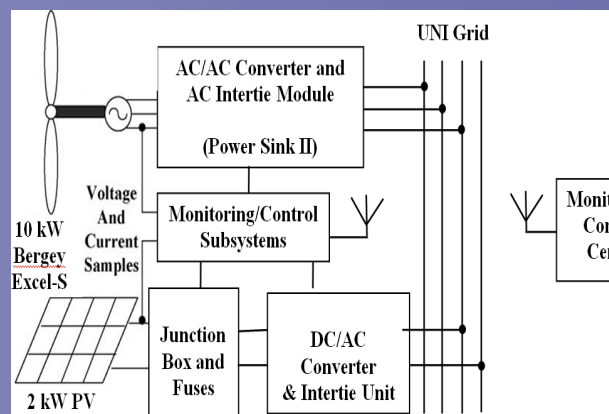 UNI Grid
AC/AC Converter and
AC Intertie Module
(Power Sink II)
Voltage
And
Current
Samples
Monitoring/Control
Subsystems
10 kW
Bergey
Excel-S
Junction
Box and
Fuses
DC/AC
Converter
& Intertie Unit
2 kW PV